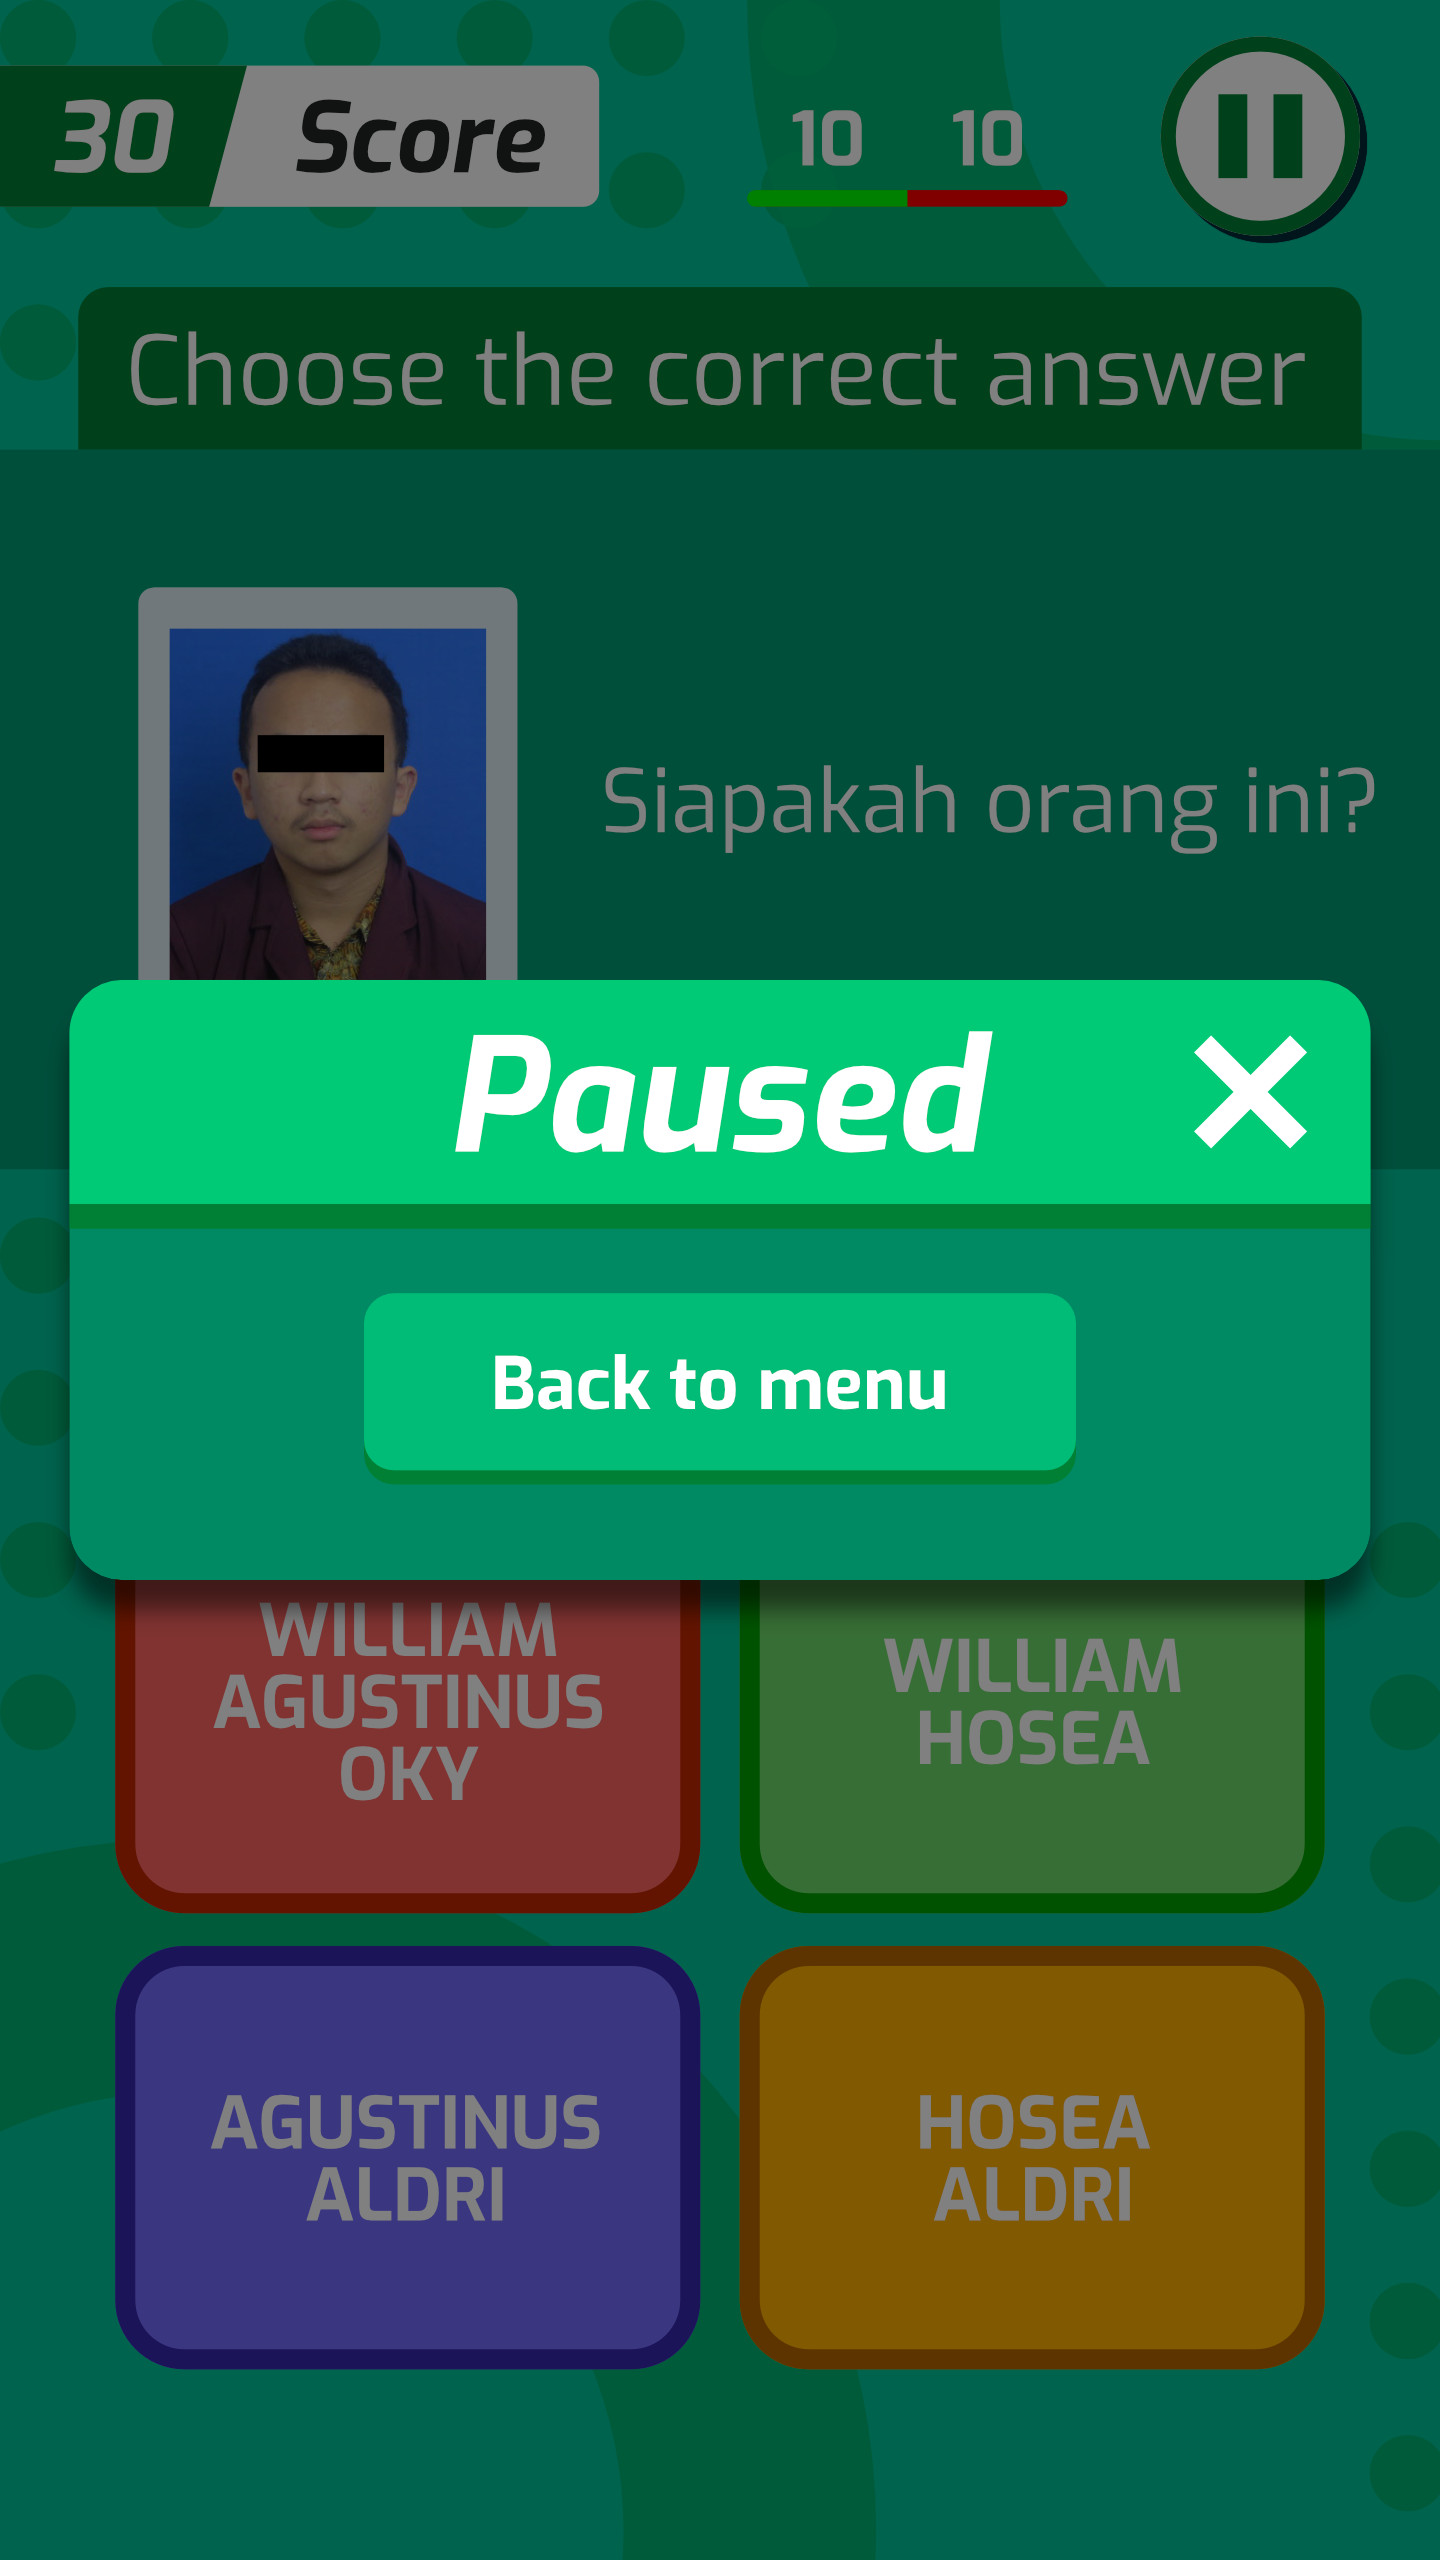 30 Score
10 10
Choose the correct answer
Siapakah orang ini?
Paused
Back to menu
WILLIAM
AGUSTINUS
OKY
WILLIAM
HOSEA
AGUSTINUS
ALDRI
HOSEA
ALDRI